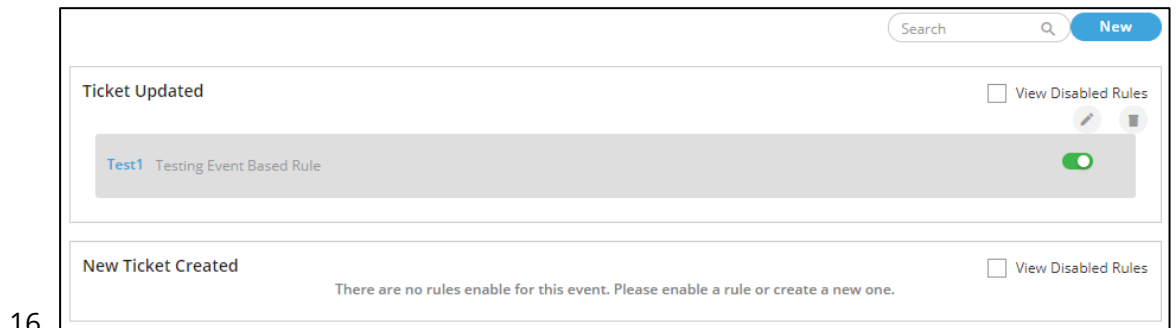 Search New
Ticket Updated View Disabled Rules
Test1 Testing Event Based Rule
New Ticket Created View Disabled Rules
There are no rules enable for this event. Please enable a rule or create a new one.
16